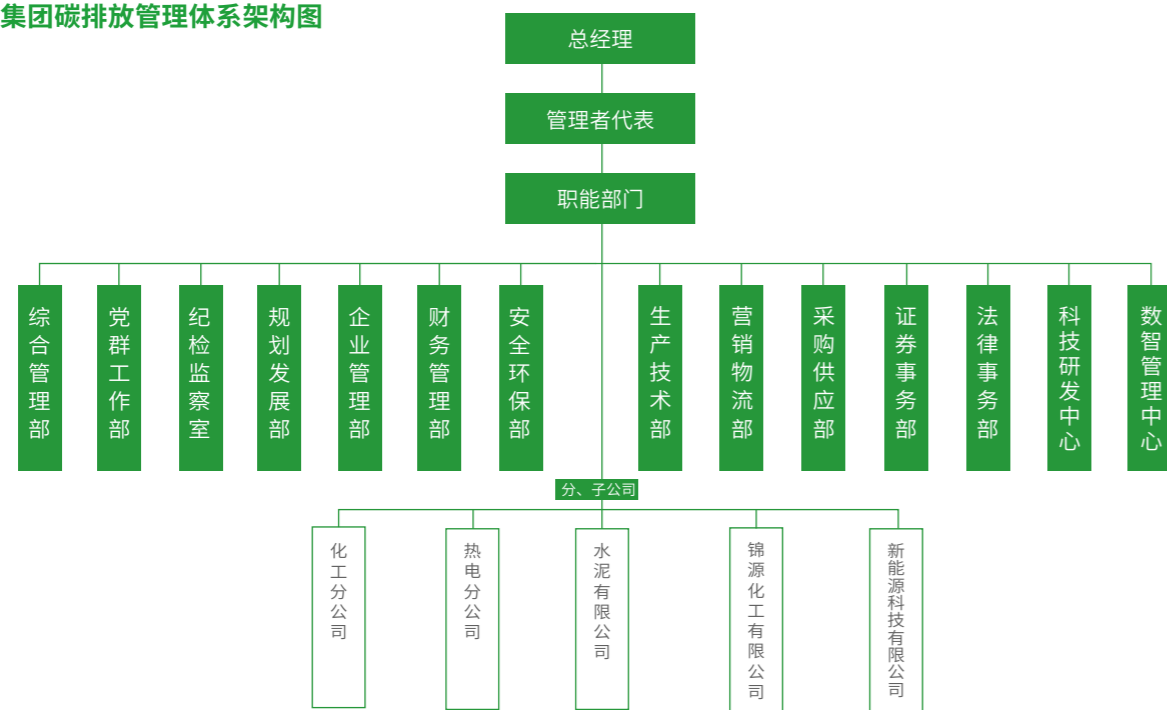 集团碳排放管理体系架构图
总经理
管理者代表
职能部门
综合管理部
党群工作部
纪检监察室
规划发展部
企业管理部
财务管理部
安全环保部
生产技术部
营销物流部
采购供应部
证券事务部
法律事务部
科技研发中心
数智管理中心
分、子公司
化工分公司
热电分公司
水泥有限公司
锦源化工有限公司
新能源科技有限公司